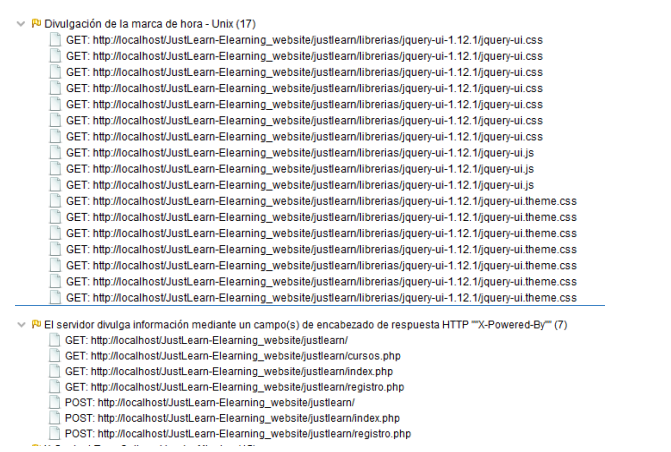 Divulgación de la marca de hora - Unix (17)
GET: http://localhost/JustLearn-Elearning_website/justlearn/librerias/jquery-ui-1.12.1/jquery-ui.css
GET: http://localhost/JustLearn-Elearning_website/justlearn/librerias/jquery-ui-1.12.1/jquery-ui.css
GET: http://localhost/JustLearn-Elearning_website/justlearn/librerias/jquery-ui-1.12.1/jquery-ui.css
GET: http://localhost/JustLearn-Elearning_website/justlearn/librerias/jquery-ui-1.12.1/jquery-ui.css
GET: http://localhost/JustLearn-Elearning_website/justlearn/librerias/jquery-ui-1.12.1/jquery-ui.css
GET: http://localhost/JustLearn-Elearning_website/justlearn/librerias/jquery-ui-1.12.1/jquery-ui.css
GET: http://localhost/JustLearn-Elearning_website/justlearn/librerias/jquery-ui-1.12.1/jquery-ui.css
GET: http://localhost/JustLearn-Elearning_website/justlearn/librerias/jquery-ui-1.12.1/jquery-ui.js
GET: http://localhost/JustLearn-Elearning_website/justlearn/librerias/jquery-ui-1.12.1/jquery-ui.js
GET: http://localhost/JustLearn-Elearning_website/justlearn/librerias/jquery-ui-1.12.1/jquery-ui.js
GET: http://localhost/JustLearn-Elearning_website/justlearn/librerias/jquery-ui-1.12.1/jquery-ui.theme.css
GET: http://localhost/JustLearn-Elearning_website/justlearn/librerias/jquery-ui-1.12.1/jquery-ui.theme.css
GET: http://localhost/JustLearn-Elearning_website/justlearn/librerias/jquery-ui-1.12.1/jquery-ui.theme.css
GET: http://localhost/JustLearn-Elearning_website/justlearn/librerias/jquery-ui-1.12.1/jquery-ui.theme.css
GET: http://localhost/JustLearn-Elearning_website/justlearn/librerias/jquery-ui-1.12.1/jquery-ui.theme.css
GET: http://localhost/JustLearn-Elearning_website/justlearn/librerias/jquery-ui-1.12.1/jquery-ui.theme.css
GET: http://localhost/JustLearn-Elearning_website/justlearn/librerias/jquery-ui-1.12.1/jquery-ui.theme.css
El servidor divulga información mediante un campo(s) de encabezado de respuesta HTTP ""X-Powered-By"" (7)
GET: http://localhost/JustLearn-Elearning_website/justlearn/
GET: http://localhost/JustLearn-Elearning_website/justlearn/cursos.php
GET: http://localhost/JustLearn-Elearning_website/justlearn/index.php
GET: http://localhost/JustLearn-Elearning_website/justlearn/registro.php
POST: http://localhost/JustLearn-Elearning_website/justlearn/
POST: http://localhost/JustLearn-Elearning_website/justlearn/index.php
POST: http://localhost/JustLearn-Elearning_website/justlearn/registro.php